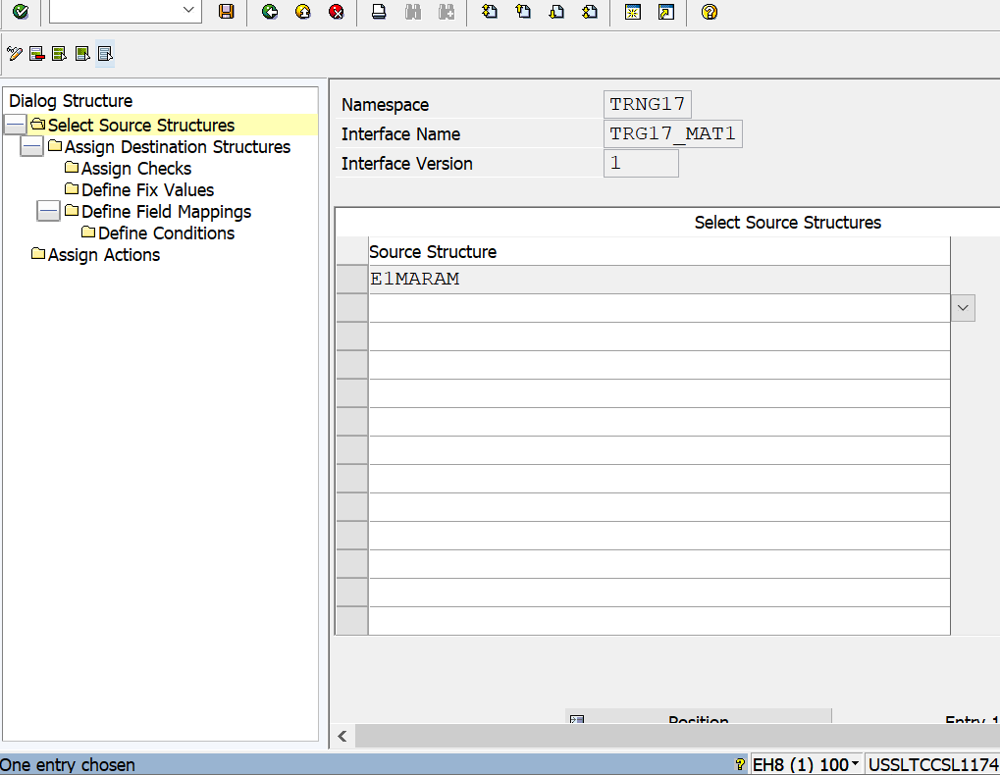 Dialog Structure
Select Source Structures
Assign Destination Structures
Assign Checks
Define Fix Values
Define Field Mappings
Define Conditions
Assign Actions
Namespace TRNG17
Interface Name TRG17_MAT1
Interface Version 1
Select Source Structures
Source Structure
E1MARAM
Position Entry 1
One entry chosen EH8 (1) 100 USSLTCCSL1174